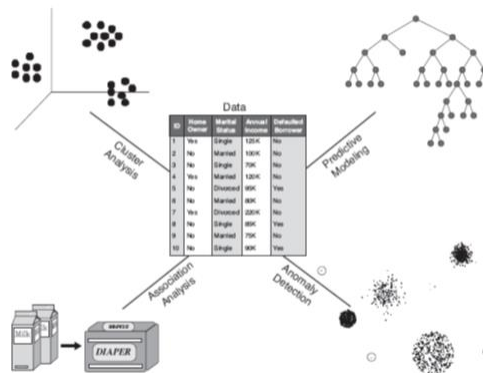 Data
ID Home Owner Marital Status Annual Income Defaulted Borrower
1 Yes Single 125K No
2 No Married 100K No
3 No Single 70K No
4 Yes Married 120K No
5 No Divorced 95K Yes
6 No Married 60K No
7 Yes Divorced 220K No
8 No Single 85K Yes
9 No Married 75K No
10 No Single 90K Yes
Cluster Analysis
Predictive Modeling
Association Analysis
Anomaly Detection
Milk
DIAPER